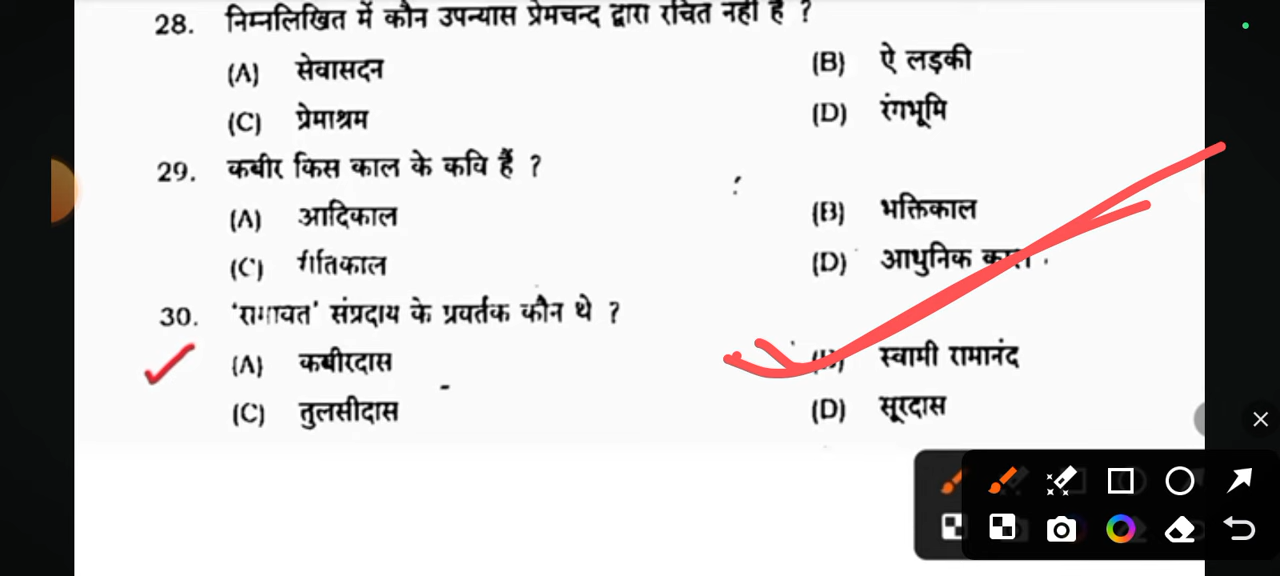 28. निम्नलिखित में कौन उपन्यास प्रेमचन्द द्वारा रचित नहीं है ?
(A) सेवासदन (B) ऐ लड़की
(C) प्रेमाश्रम (D) रंगभूमि
29. कबीर किस काल के कवि हैं ?
(A) आदिकाल (B) भक्तिकाल
(C) रीतिकाल (D) आधुनिक काल
30. 'रामावत' संप्रदाय के प्रवर्तक कौन थे ?
(A) कबीरदास (B) स्वामी रामानंद
(C) तुलसीदास (D) सूरदास